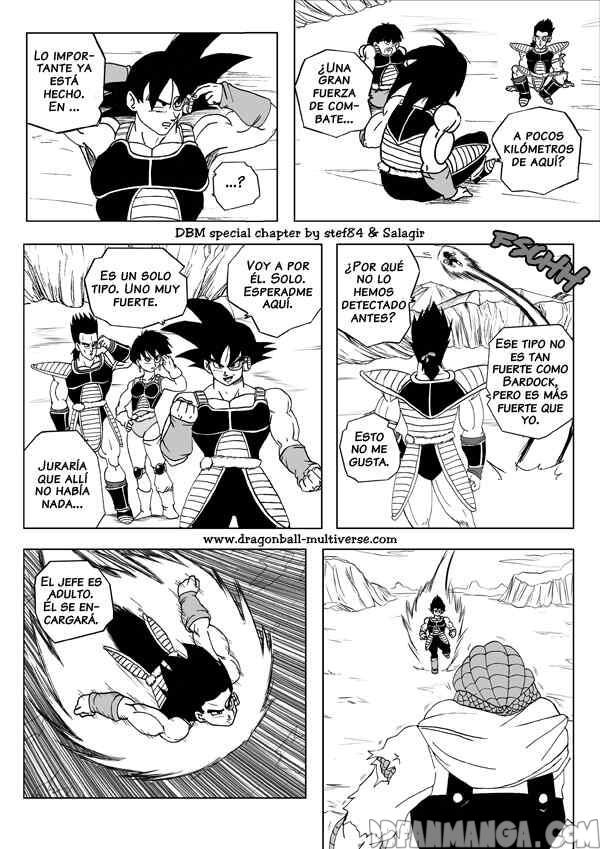 LO IMPOR-
TANTE YA
ESTÁ
HECHO.
EN ...
...?
¿UNA
GRAN
FUERZA
DE COM-
BATE...
A POCOS
KILÓMETROS
DE AQUÍ?
DBM special chapter by stef84 & Salagir
ES UN SOLO
TIPO. UNO MUY
FUERTE.
VOY A POR
ÉL. SOLO.
ESPERADME
AQUÍ.
JURARÍA
QUE ALLÍ
NO HABÍA
NADA...
¿POR QUÉ
NO LO
HEMOS
DETECTADO
ANTES?
FSCHH
ESE TIPO NO
ES TAN
FUERTE COMO
BARDOCK,
PERO ES MÁS
FUERTE QUE
YO.
ESTO
NO ME
GUSTA.
www.dragonball-multiverse.com
EL JEFE ES
ADULTO.
ÉL SE EN-
CARGARÁ.
DBFANMANGA.COM